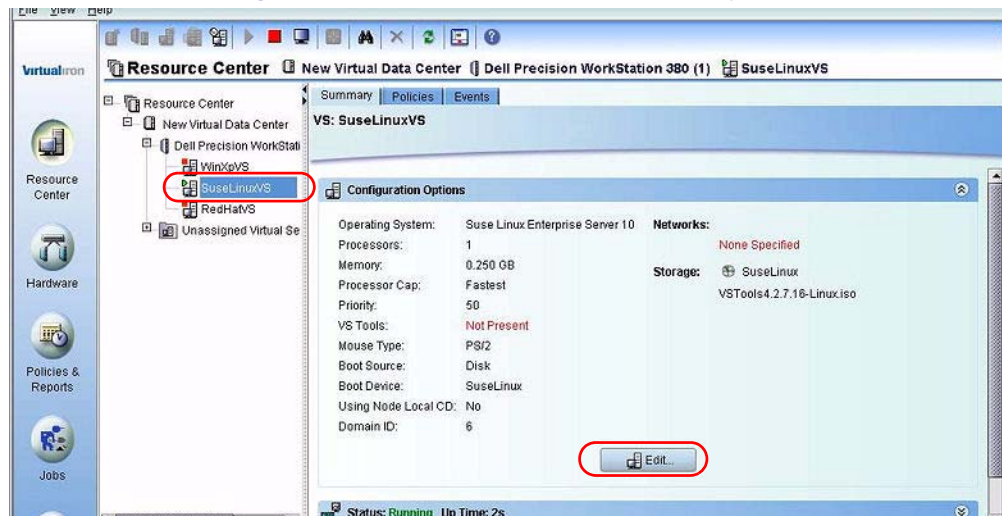 File View Help
Virtualiron
Resource Center New Virtual Data Center Dell Precision WorkStation 380 (1) SuseLinuxVS
Resource Center
New Virtual Data Center
Dell Precision WorkStati
WinXpVS
SuseLinuxVS
RedHatVS
Unassigned Virtual Se
Resource
Center
Hardware
Policies &
Reports
Jobs
Summary Policies Events
VS: SuseLinuxVS
Configuration Options
Operating System: Suse Linux Enterprise Server 10
Processors: 1
Memory: 0.250 GB
Processor Cap: Fastest
Priority: 50
VS Tools: Not Present
Mouse Type: PS/2
Boot Source: Disk
Boot Device: SuseLinux
Using Node Local CD: No
Domain ID: 6
Networks:
None Specified
Storage: SuseLinux
VSTools4.2.7.16-Linux.iso
Edit...
Status: Running Up Time: 2s